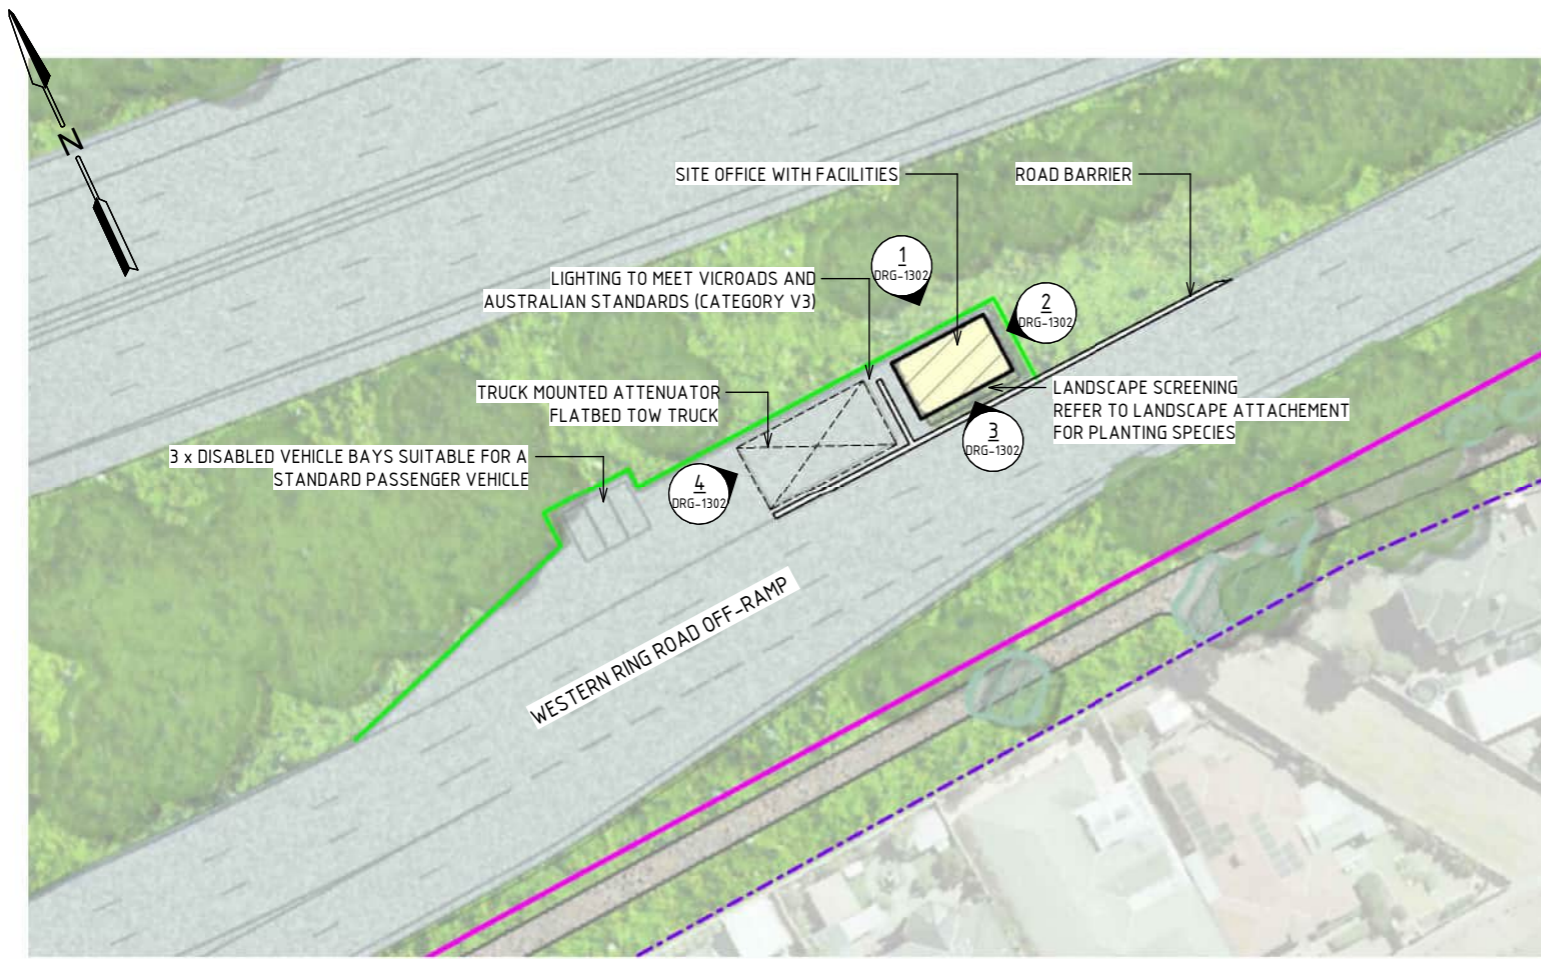 N
SITE OFFICE WITH FACILITIES
ROAD BARRIER
1
DRG-1302
LIGHTING TO MEET VICROADS AND
AUSTRALIAN STANDARDS (CATEGORY V3)
2
DRG-1302
TRUCK MOUNTED ATTENUATOR
FLATBED TOW TRUCK
LANDSCAPE SCREENING
REFER TO LANDSCAPE ATTACHEMENT
FOR PLANTING SPECIES
3
DRG-1302
3 x DISABLED VEHICLE BAYS SUITABLE FOR A
STANDARD PASSENGER VEHICLE
4
DRG-1302
WESTERN RING ROAD OFF-RAMP